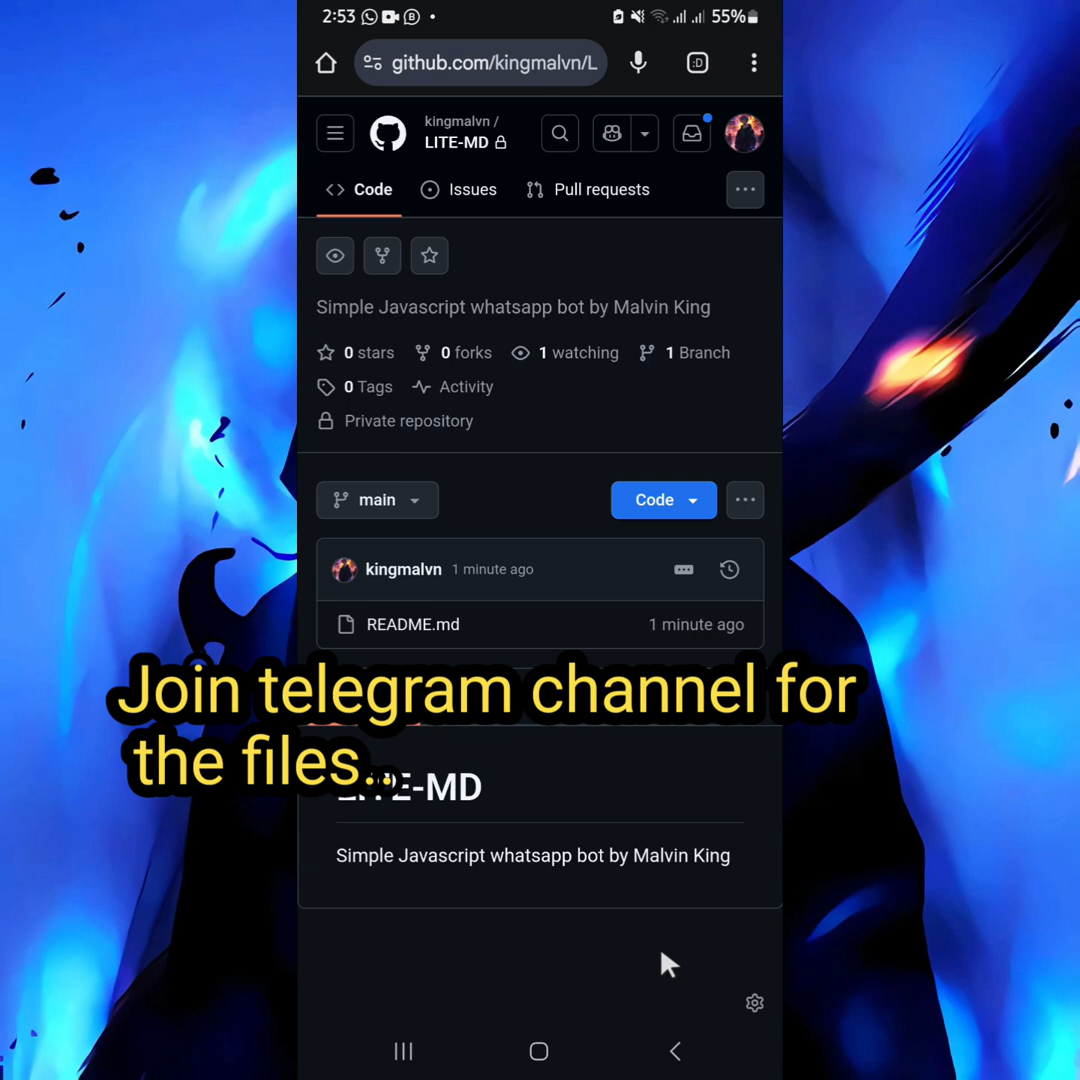 2:53 55%
github.com/kingmalvn/L :D
kingmalvn /
LITE-MD
Code Issues Pull requests
Simple Javascript whatsapp bot by Malvin King
0 stars 0 forks 1 watching 1 Branch
0 Tags Activity
Private repository
main Code
kingmalvn 1 minute ago
README.md 1 minute ago
Join telegram channel for
the files..
LITE-MD
Simple Javascript whatsapp bot by Malvin King